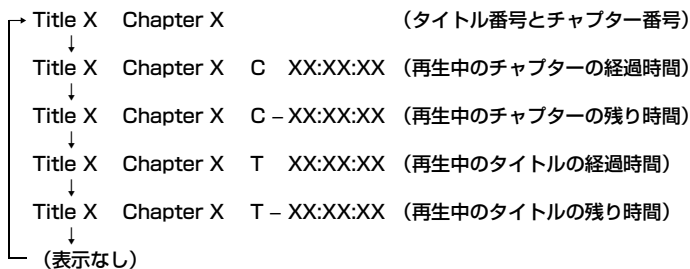 Title X Chapter X (タイトル番号とチャプター番号)
↓
Title X Chapter X C XX:XX:XX (再生中のチャプターの経過時間)
↓
Title X Chapter X C – XX:XX:XX (再生中のチャプターの残り時間)
↓
Title X Chapter X T XX:XX:XX (再生中のタイトルの経過時間)
↓
Title X Chapter X T – XX:XX:XX (再生中のタイトルの残り時間)
↓
(表示なし)